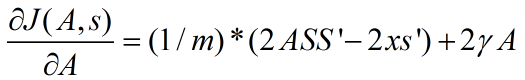 ∂J(A,s)/∂A = (1/m)*(2ASS'−2xs')+2γA